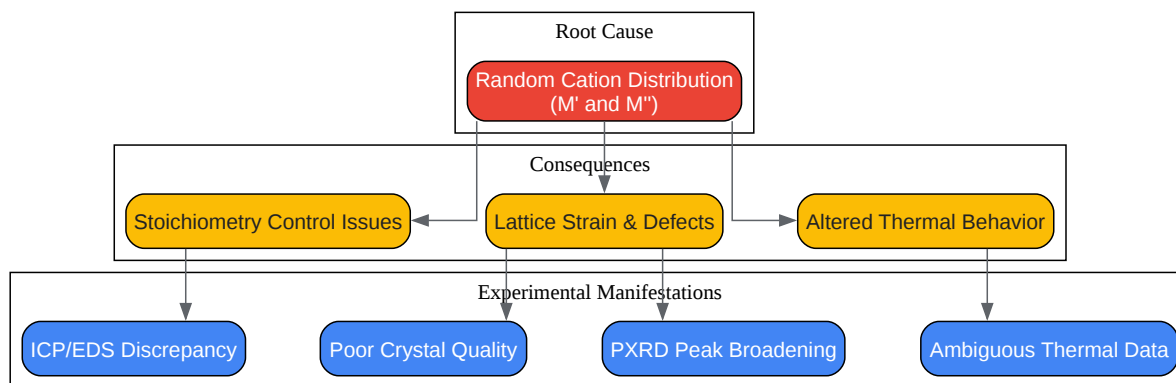 Root Cause
Random Cation Distribution
(M' and M'')
Consequences
Stoichiometry Control Issues
Lattice Strain & Defects
Altered Thermal Behavior
Experimental Manifestations
ICP/EDS Discrepancy
Poor Crystal Quality
PXRD Peak Broadening
Ambiguous Thermal Data